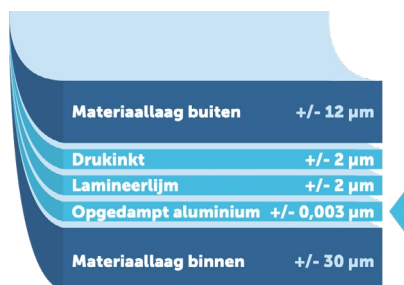 Materiaallaag buiten +/- 12 µm
Drukinkt +/- 2 µm
Lamineerlijm +/- 2 µm
Opgedampt aluminium +/- 0,003 µm
Materiaallaag binnen +/- 30 µm